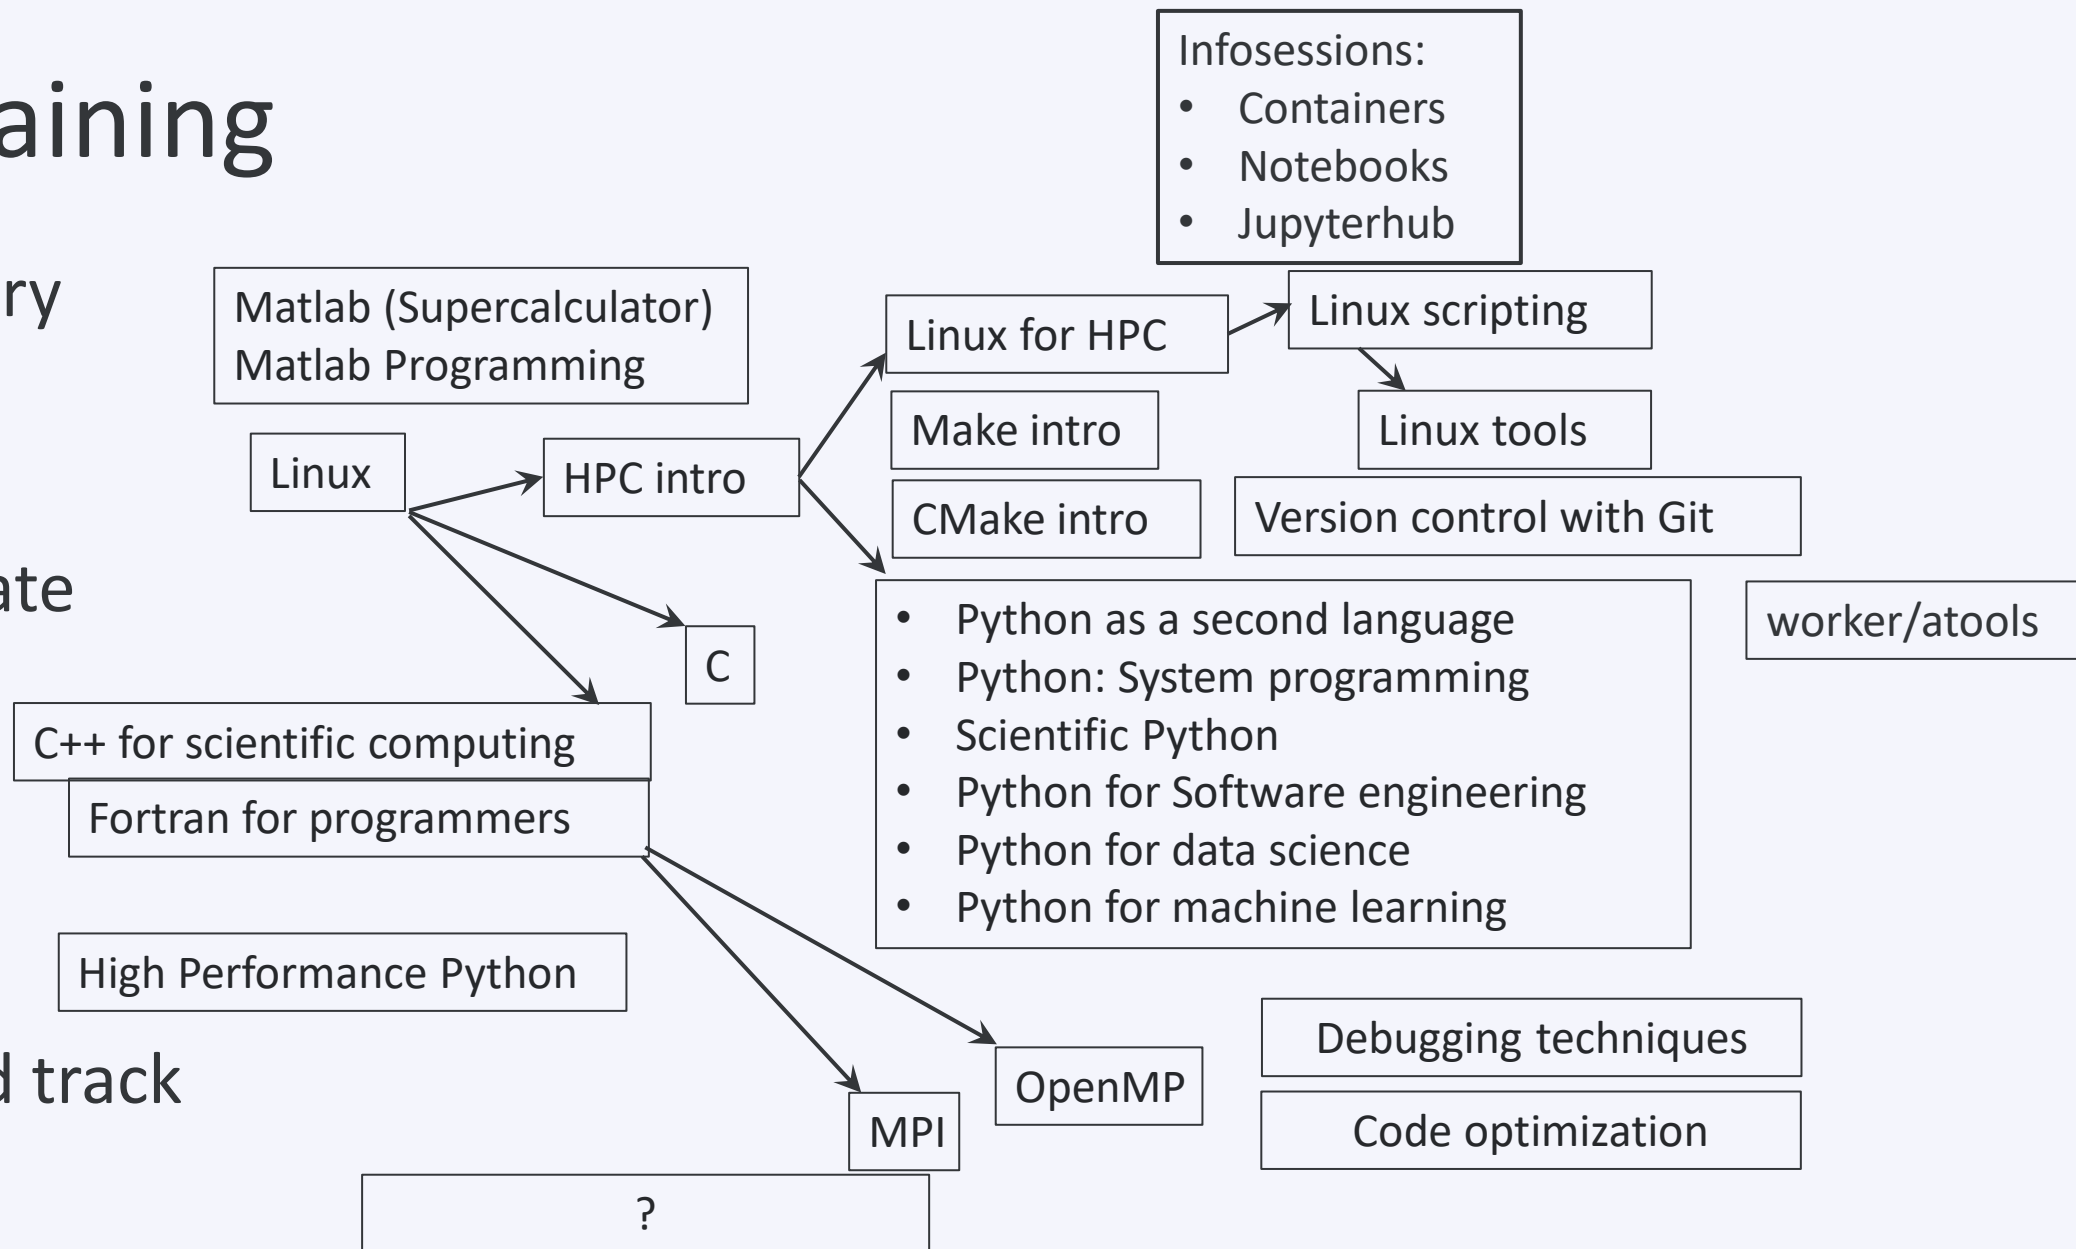 aining
Infosessions:
• Containers
• Notebooks
• Jupyterhub
ry
Matlab (Supercalculator)
Matlab Programming
Linux for HPC
Linux scripting
Make intro
Linux tools
Linux
HPC intro
CMake intro
Version control with Git
ate
C
• Python as a second language
• Python: System programming
• Scientific Python
• Python for Software engineering
• Python for data science
• Python for machine learning
worker/atools
C++ for scientific computing
Fortran for programmers
High Performance Python
d track
OpenMP
MPI
Debugging techniques
Code optimization
?